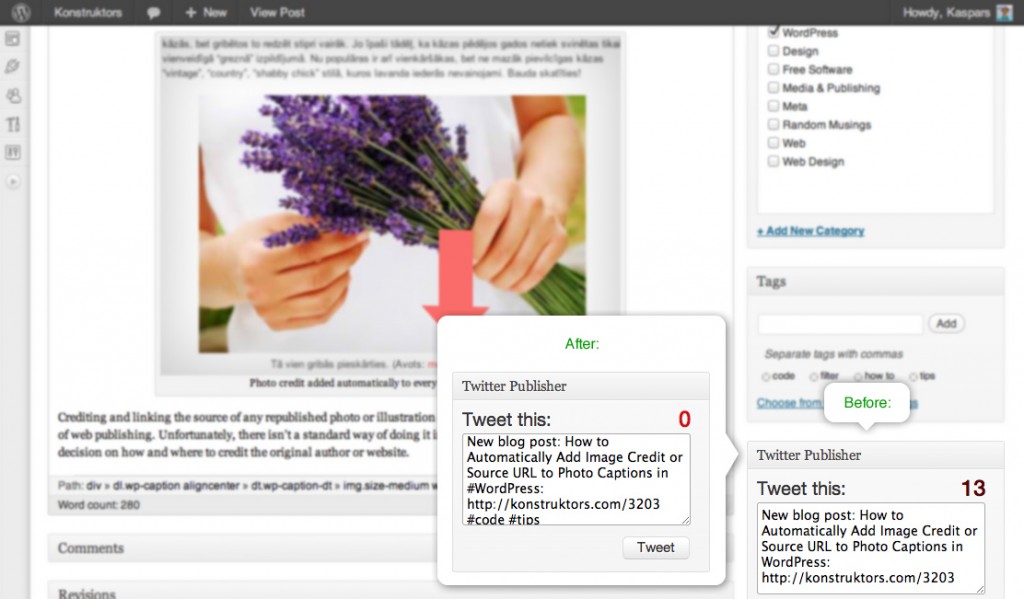 Konstruktors
+ New
View Post
Howdy, Kaspars
kāzās, bet gribētos to redzēt stipri vairāk. Jo īpaši tādēļ, ka kāzas pēdējos gados netiek svinētas tikai
vienveidīgā "greznā" izpildījumā. Nu populāras ir arī vienkāršākas, bet ne mazāk pievilcīgas kāzas
"vintage", "country", "shabby chick" stilā, kuros lavanda iederās nevainojami. Bauda skatīties!
Tā vien gribās pieskārties. (Avots:
Photo credit added automatically to every
Crediting and linking the source of any republished photo or illustration
of web publishing. Unfortunately, there isn't a standard way of doing it i
decision on how and where to credit the original author or website.
Path: div » dl.wp-caption aligncenter » dt.wp-caption-dt » img.size-medium w
Word count: 280
Comments
Revisions
After:
Twitter Publisher
Tweet this: 0
New blog post: How to
Automatically Add Image Credit or
Source URL to Photo Captions in
#WordPress:
http://konstruktors.com/3203
#code #tips
Tweet
WordPress
Design
Free Software
Media & Publishing
Meta
Random Musings
Web
Web Design
+ Add New Category
Tags
Add
Separate tags with commas
code filter how to tips
Choose from
Before:
Twitter Publisher
Tweet this: 13
New blog post: How to
Automatically Add Image Credit or
Source URL to Photo Captions in
WordPress:
http://konstruktors.com/3203